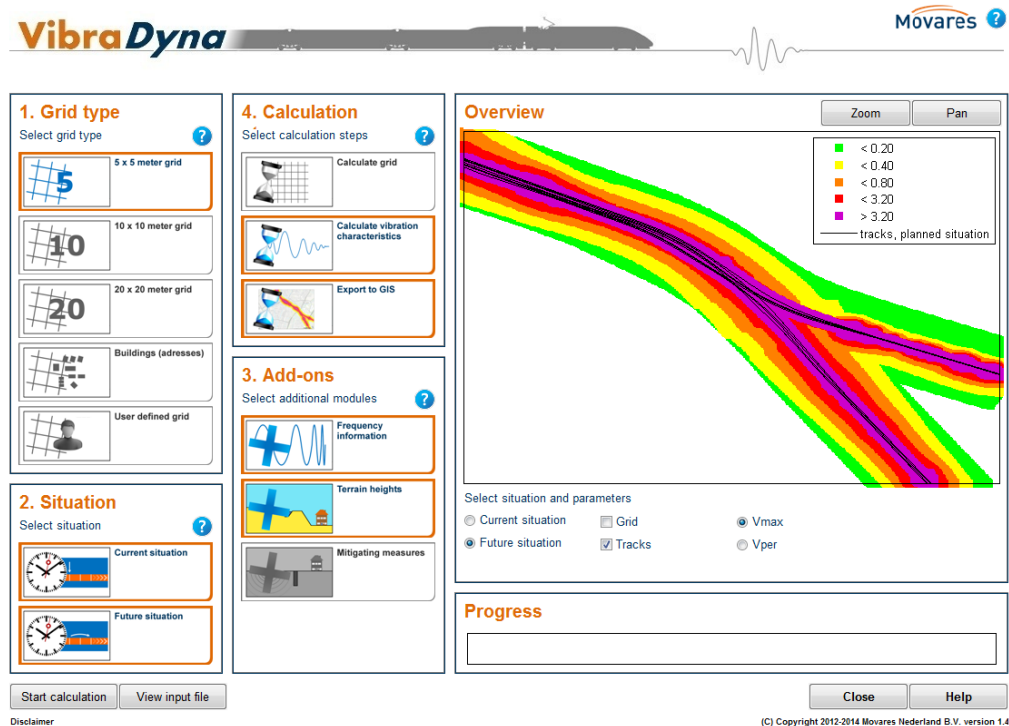 VibraDyna
Movares
?
1. Grid type
Select grid type
?
5
5 x 5 meter grid
10
10 x 10 meter grid
20
20 x 20 meter grid
Buildings (adresses)
User defined grid
2. Situation
Select situation
?
Current situation
Future situation
4. Calculation
Select calculation steps
?
Calculate grid
Calculate vibration
characteristics
Export to GIS
3. Add-ons
Select additional modules
?
Frequency
information
Terrain heights
Mitigating measures
Overview
Zoom
Pan
< 0.20
< 0.40
< 0.80
< 3.20
> 3.20
tracks, planned situation
Select situation and parameters
Current situation
Grid
Vmax
Future situation
Tracks
Vper
Progress
Start calculation
View input file
Close
Help
Disclaimer
(C) Copyright 2012-2014 Movares Nederland B.V. version 1.4